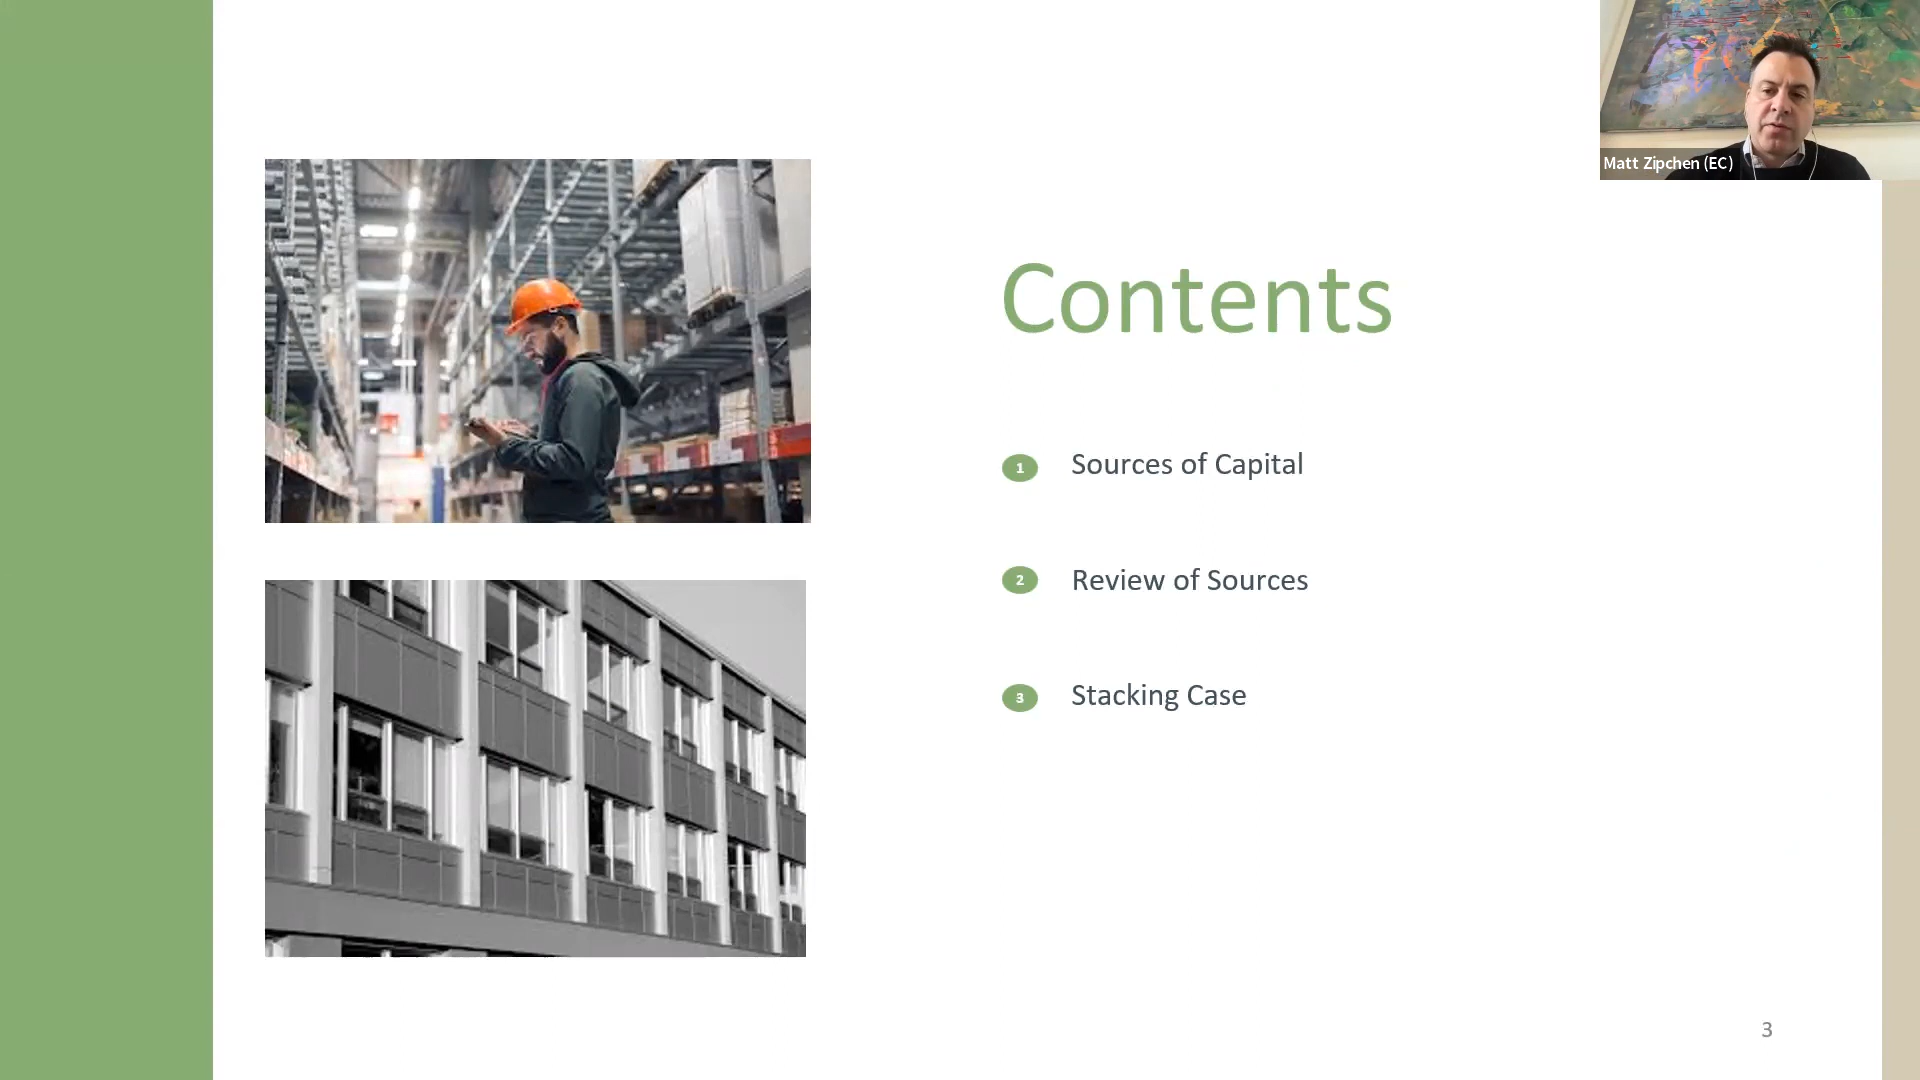 Matt Zipchen (EC)
Contents
1 Sources of Capital
2 Review of Sources
3 Stacking Case
3